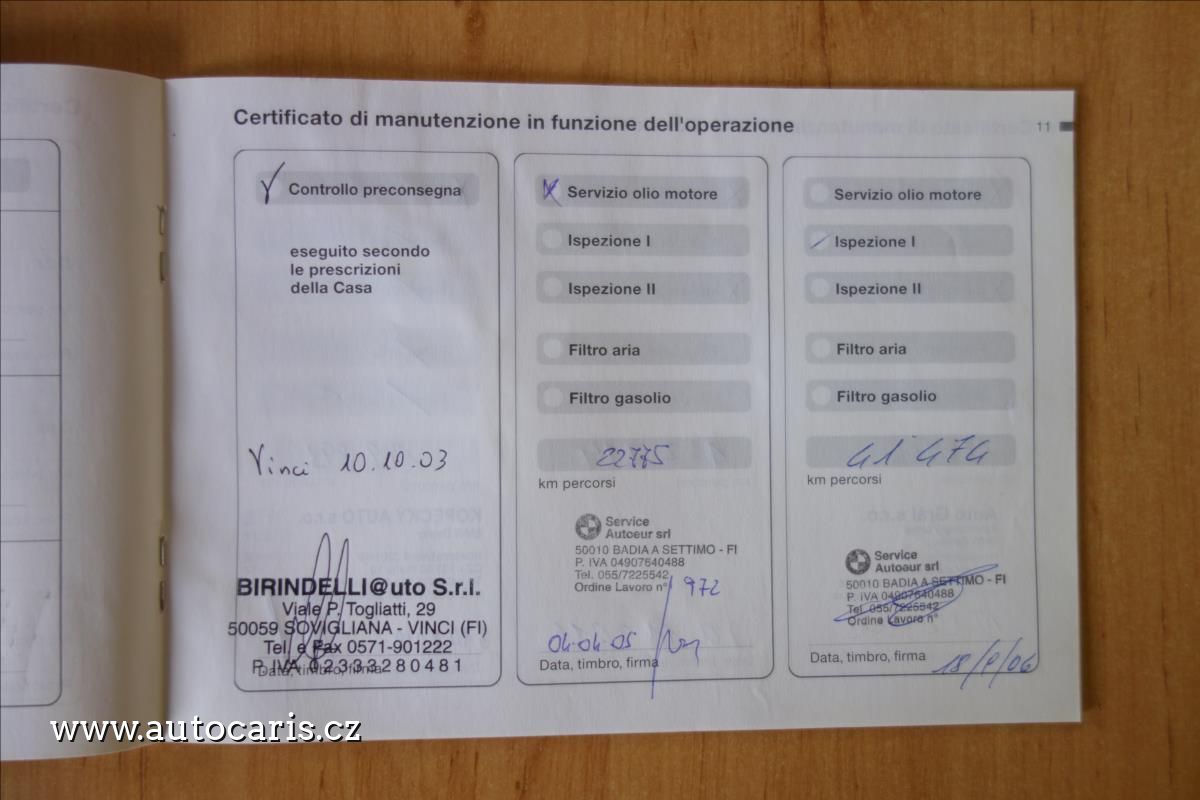 Certificato di manutenzione in funzione dell'operazione
11
Controllo preconsegna
eseguito secondo
le prescrizioni
della Casa
Vinci 10.10.03
BIRINDELLI@uto S.r.l.
Viale P. Togliatti, 29
50059 SOVIGLIANA - VINCI (FI)
Tel e Fax 0571-901222
P. IVA 02333280481
Data, timbro, firma
Servizio olio motore
Ispezione I
Ispezione II
Filtro aria
Filtro gasolio
22775
km percorsi
Service
Autoeur srl
50010 BADIA A SETTIMO - FI
P. IVA 04907640488
Tel. 055/7225542
Ordine Lavoro n° 972
04.04.05
Data, timbro, firma
Servizio olio motore
Ispezione I
Ispezione II
Filtro aria
Filtro gasolio
41 474
km percorsi
Service
Autoeur srl
50010 BADIA A SETTIMO - FI
P. IVA 04907640488
Tel. 055/7225542
Ordine Lavoro n°
Data, timbro, firma
www.autocaris.cz